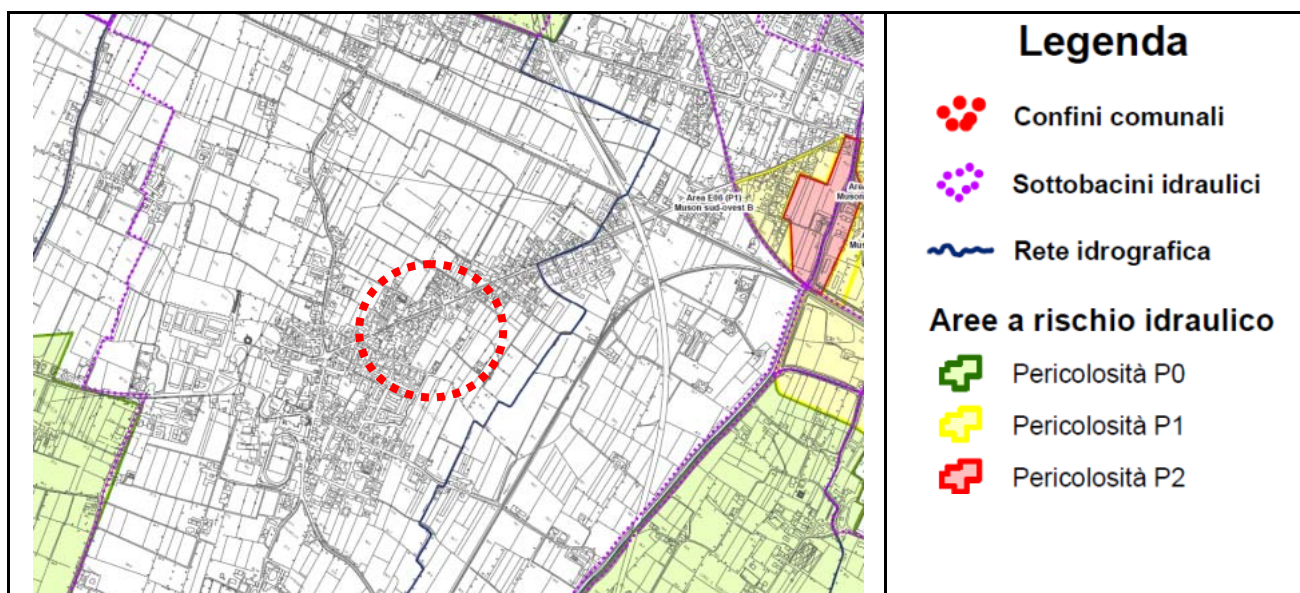 Area E06 (P1)
Muson sud-ovest B
Legenda
Confini comunali
Sottobacini idraulici
Rete idrografica
Aree a rischio idraulico
Pericolosità P0
Pericolosità P1
Pericolosità P2